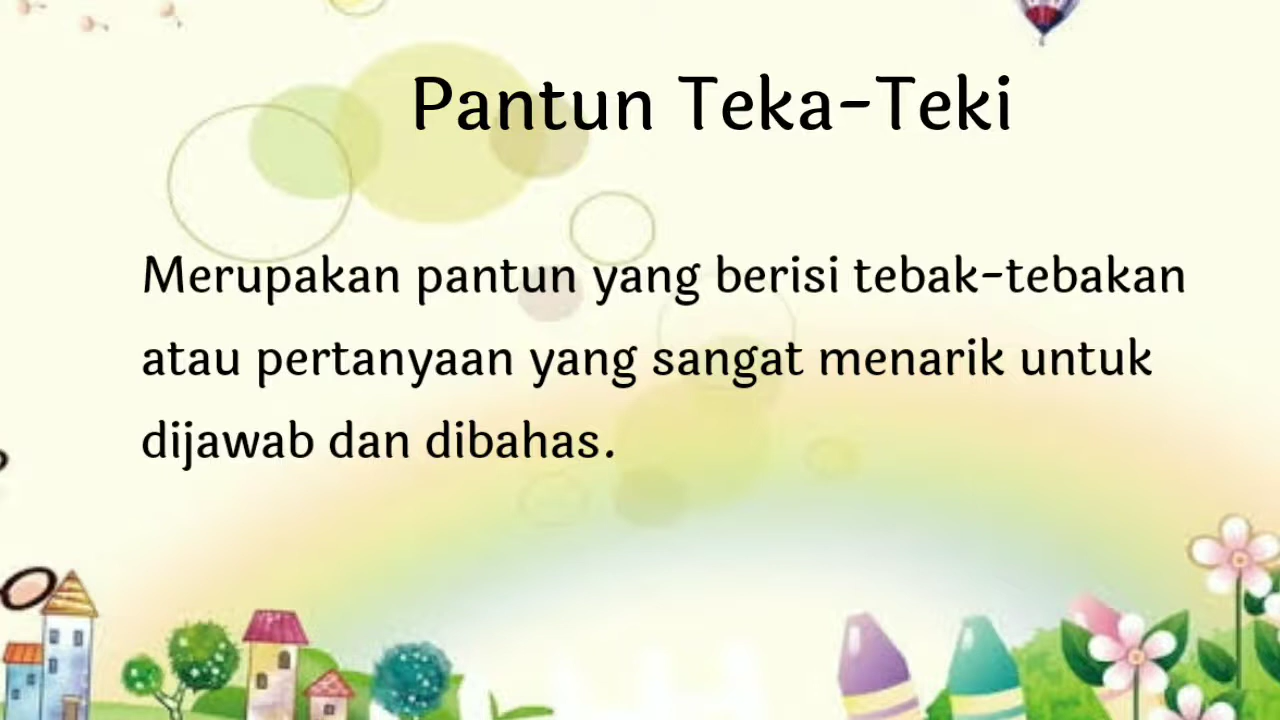 Pantun Teka-Teki
Merupakan pantun yang berisi tebak-tebakan
atau pertanyaan yang sangat menarik untuk
dijawab dan dibahas.